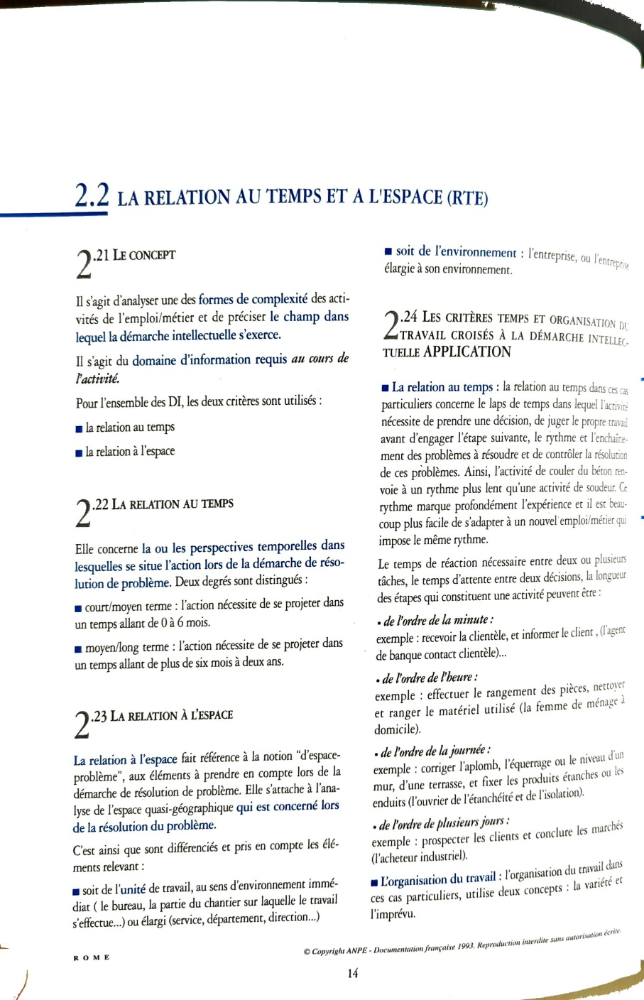 2.2 LA RELATION AU TEMPS ET A L'ESPACE (RTE)
2.21 LE CONCEPT
Il s'agit d'analyser une des formes de complexité des acti-
vités de l'emploi/métier et de préciser le champ dans
lequel la démarche intellectuelle s'exerce.
Il s'agit du domaine d'information requis au cours de
l'activité.
Pour l'ensemble des DI, les deux critères sont utilisés :
■ la relation au temps
■ la relation à l'espace
2.22 LA RELATION AU TEMPS
Elle concerne la ou les perspectives temporelles dans
lesquelles se situe l'action lors de la démarche de réso-
lution de problème. Deux degrés sont distingués :
■ court/moyen terme : l'action nécessite de se projeter dans
un temps allant de 0 à 6 mois.
■ moyen/long terme : l'action nécessite de se projeter dans
un temps allant de plus de six mois à deux ans.
2.23 LA RELATION À L'ESPACE
La relation à l'espace fait référence à la notion "d'espace-
problème", aux éléments à prendre en compte lors de la
démarche de résolution de problème. Elle s'attache à l'ana-
lyse de l'espace quasi-géographique qui est concerné lors
de la résolution du problème.
C'est ainsi que sont différenciés et pris en compte les élé-
ments relevant :
■ soit de l'unité de travail, au sens d'environnement immé-
diat ( le bureau, la partie du chantier sur laquelle le travail
s'effectue...) ou élargi (service, département, direction...)
■ soit de l'environnement : l'entreprise, ou l'entreprise
élargie à son environnement.
2.24 LES CRITÈRES TEMPS ET ORGANISATION DU
TRAVAIL CROISÉS À LA DÉMARCHE INTELLEC-
TUELLE APPLICATION
■ La relation au temps : la relation au temps dans ces cas
particuliers concerne le laps de temps dans lequel l'activité
nécessite de prendre une décision, de juger le propre travail
avant d'engager l'étape suivante, le rythme et l'enchaîne-
ment des problèmes à résoudre et de contrôler la résolution
de ces problèmes. Ainsi, l'activité de couler du béton ren-
voie à un rythme plus lent qu'une activité de soudeur. Ce
rythme marque profondément l'expérience et il est beau-
coup plus facile de s'adapter à un nouvel emploi/métier qui
impose le même rythme.
Le temps de réaction nécessaire entre deux ou plusieurs
tâches, le temps d'attente entre deux décisions, la longueur
des étapes qui constituent une activité peuvent être :
• de l'ordre de la minute :
exemple : recevoir la clientèle, et informer le client , (l'agent
de banque contact clientèle)...
• de l'ordre de l'heure :
exemple : effectuer le rangement des pièces, nettoyer
et ranger le matériel utilisé (la femme de ménage à
domicile).
• de l'ordre de la journée :
exemple : corriger l'aplomb, l'équerrage ou le niveau d'un
mur, d'une terrasse, et fixer les produits étanches ou les
enduits (l'ouvrier de l'étanchéité et de l'isolation).
• de l'ordre de plusieurs jours :
exemple : prospecter les clients et conclure les marchés
(l'acheteur industriel).
■ L'organisation du travail : l'organisation du travail dans
ces cas particuliers, utilise deux concepts : la variété et
l'imprévu.
ROME
© Copyright ANPE - Documentation française 1993. Reproduction interdite sans autorisation écrite.
14